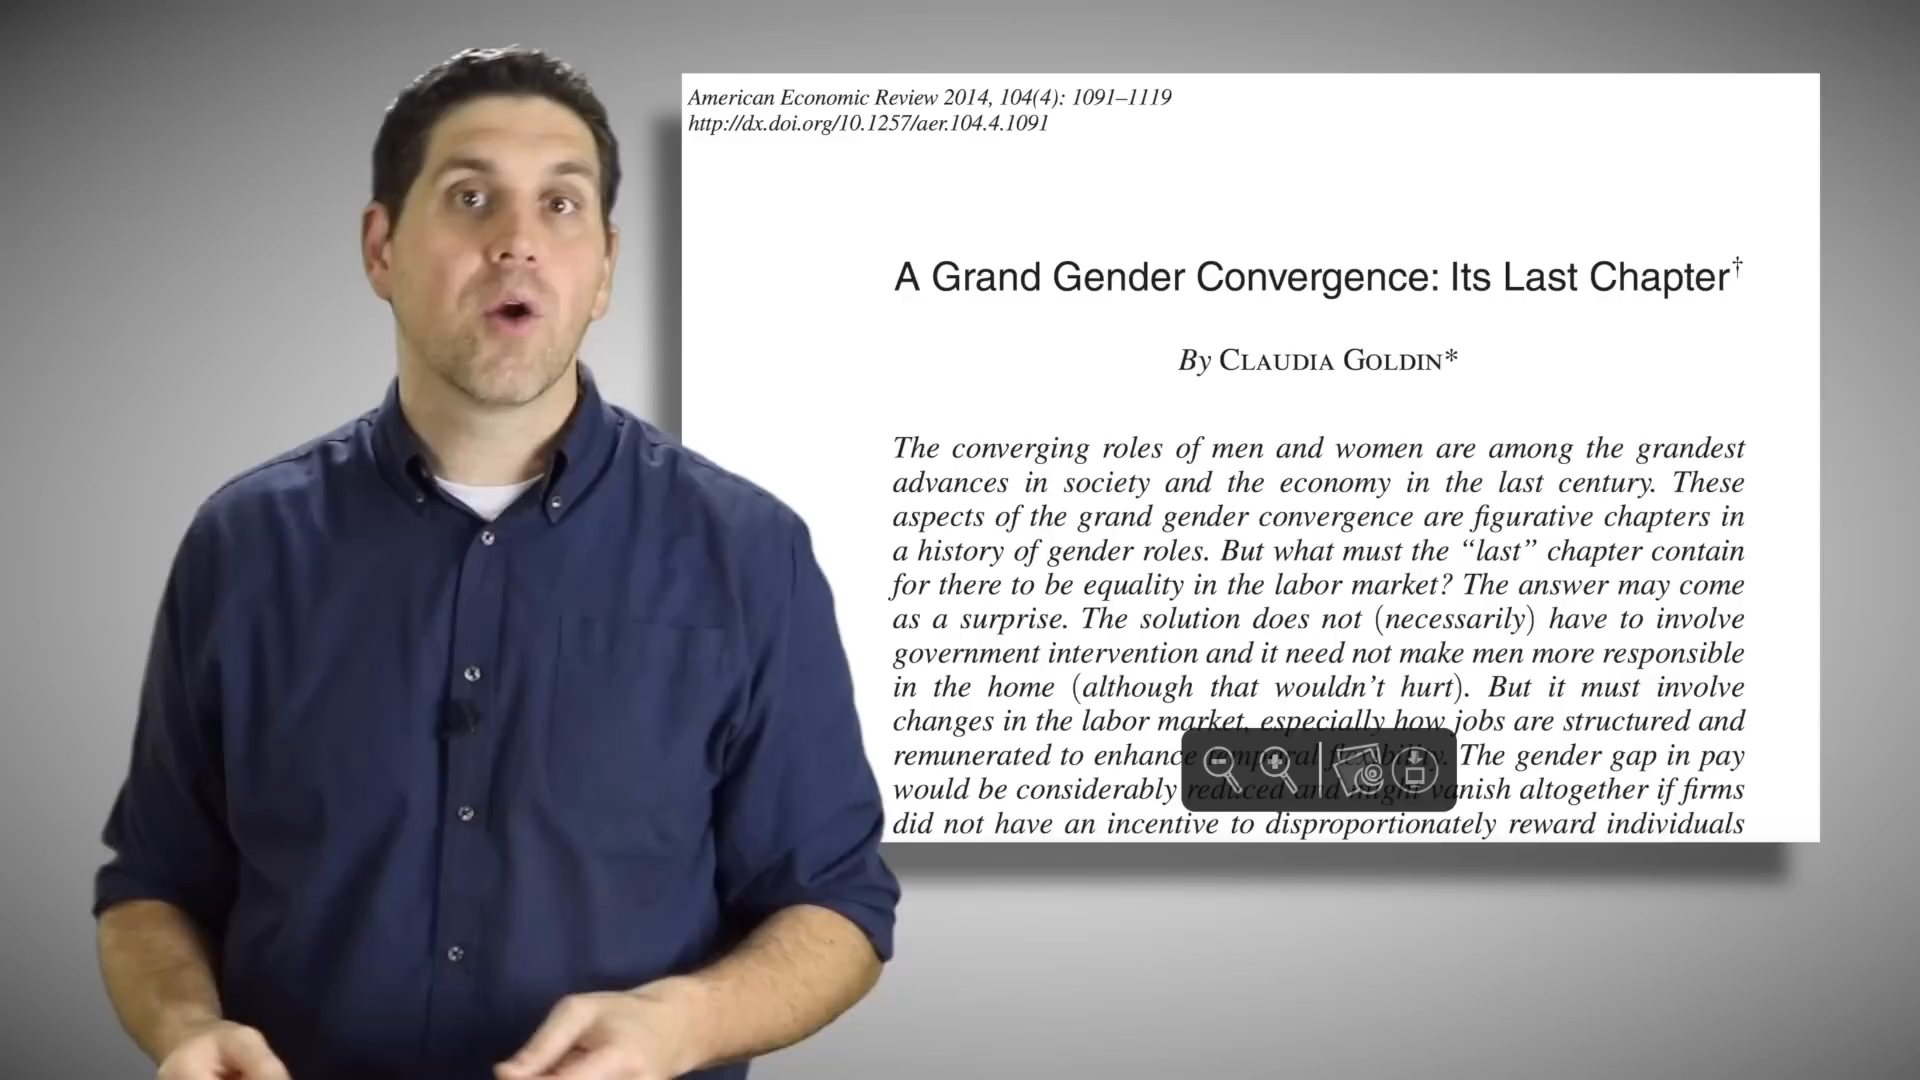 American Economic Review 2014, 104(4): 1091–1119
http://dx.doi.org/10.1257/aer.104.4.1091
A Grand Gender Convergence: Its Last Chapter†
By Claudia Goldin*
The converging roles of men and women are among the grandest
advances in society and the economy in the last century. These
aspects of the grand gender convergence are figurative chapters in
a history of gender roles. But what must the “last” chapter contain
for there to be equality in the labor market? The answer may come
as a surprise. The solution does not (necessarily) have to involve
government intervention and it need not make men more responsible
in the home (although that wouldn’t hurt). But it must involve
changes in the labor market, especially how jobs are structured and
remunerated to enhance temporal flexibility. The gender gap in pay
would be considerably reduced and might vanish altogether if firms
did not have an incentive to disproportionately reward individuals